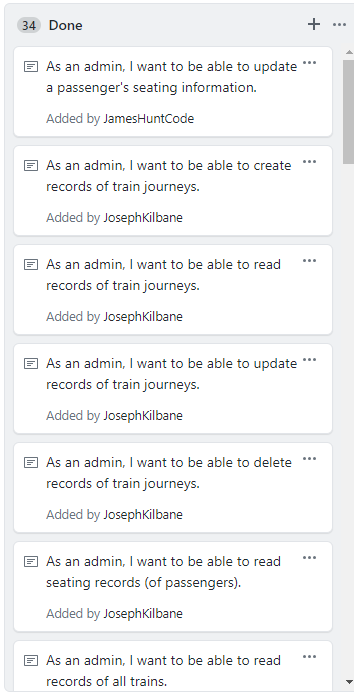 34 Done
As an admin, I want to be able to update
a passenger's seating information.
Added by JamesHuntCode
As an admin, I want to be able to create
records of train journeys.
Added by JosephKilbane
As an admin, I want to be able to read
records of train journeys.
Added by JosephKilbane
As an admin, I want to be able to update
records of train journeys.
Added by JosephKilbane
As an admin, I want to be able to delete
records of train journeys.
Added by JosephKilbane
As an admin, I want to be able to read
seating records (of passengers).
Added by JosephKilbane
As an admin, I want to be able to read
records of all trains.